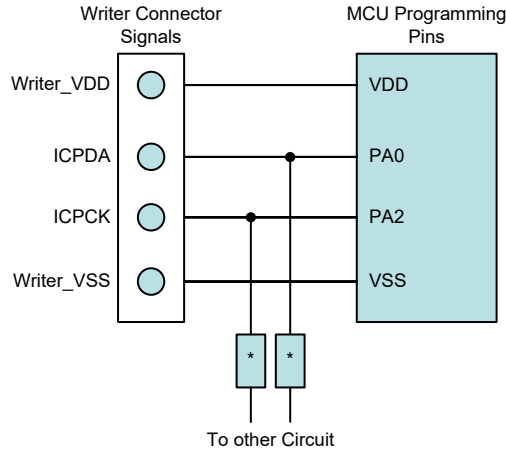 Writer Connector
Signals
MCU Programming
Pins
Writer_VDD
VDD
ICPDA
PA0
ICPCK
PA2
Writer_VSS
VSS
*
*
To other Circuit